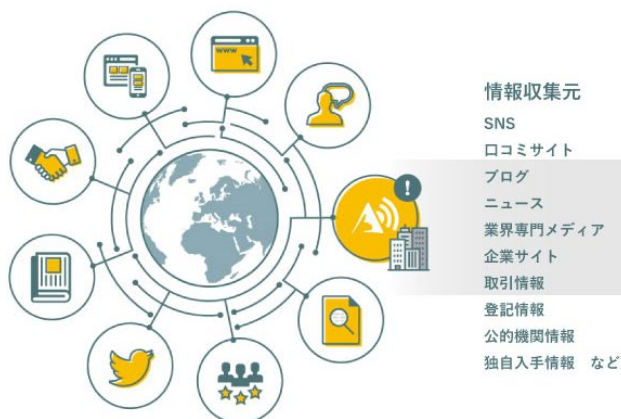 www
情報収集元
SNS
口コミサイト
ブログ
ニュース
業界専門メディア
企業サイト
取引情報
登記情報
公的機関情報
独自入手情報　など